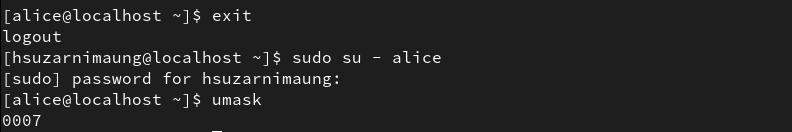 [alice@localhost ~]$ exit
logout
[hsuzarnimaung@localhost ~]$ sudo su - alice
[sudo] password for hsuzarnimaung:
[alice@localhost ~]$ umask
0007